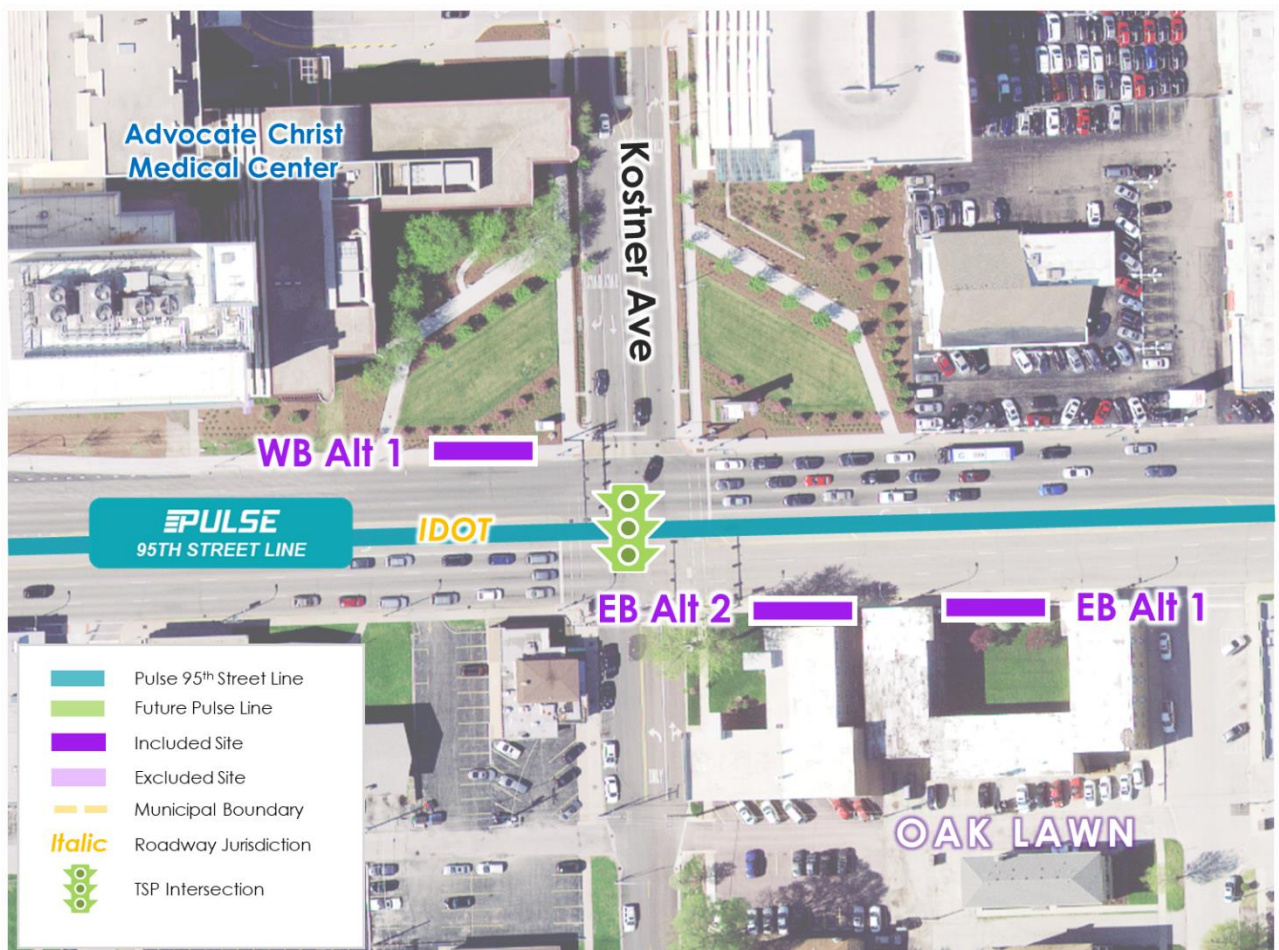 Advocate Christ
Medical Center
Kostner Ave
WB Alt 1
PULSE
95TH STREET LINE
IDOT
EB Alt 2
EB Alt 1
OAK LAWN
Pulse 95th Street Line
Future Pulse Line
Included Site
Excluded Site
Municipal Boundary
Italic Roadway Jurisdiction
TSP Intersection
ONLY